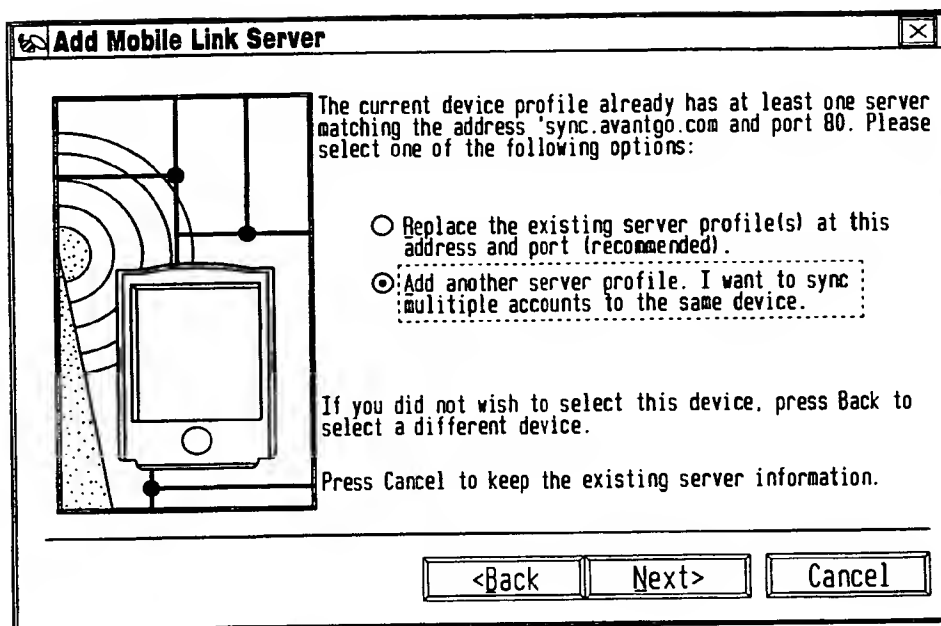 Add Mobile Link Server
The current device profile already has at least one server
matching the address 'sync.avantgo.com and port 80. Please
select one of the following options:
Replace the existing server profile(s) at this
address and port (recommended).
Add another server profile. I want to sync
mulitiple accounts to the same device.
If you did not wish to select this device, press Back to
select a different device.
Press Cancel to keep the existing server information.
<Back
Next>
Cancel